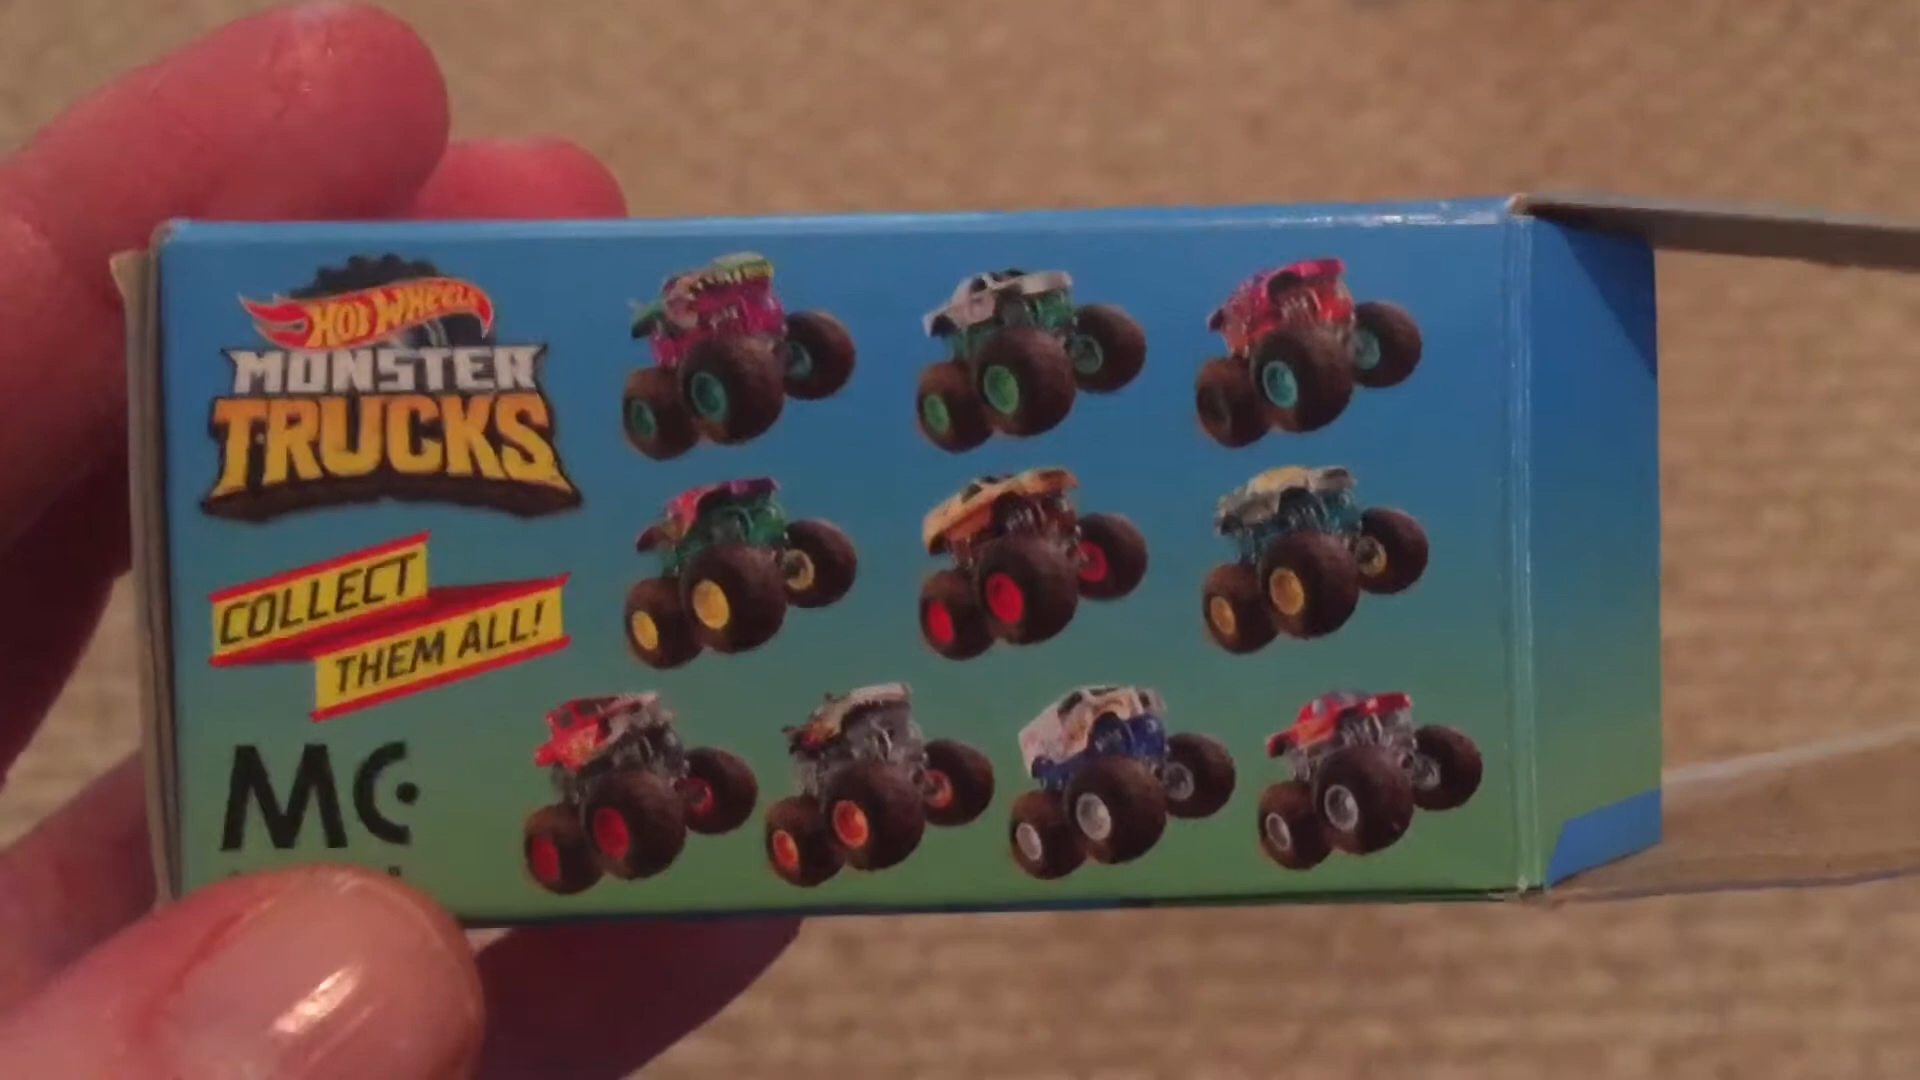 HOT WHEELS
MONSTER
TRUCKS
COLLECT
THEM ALL!
MC